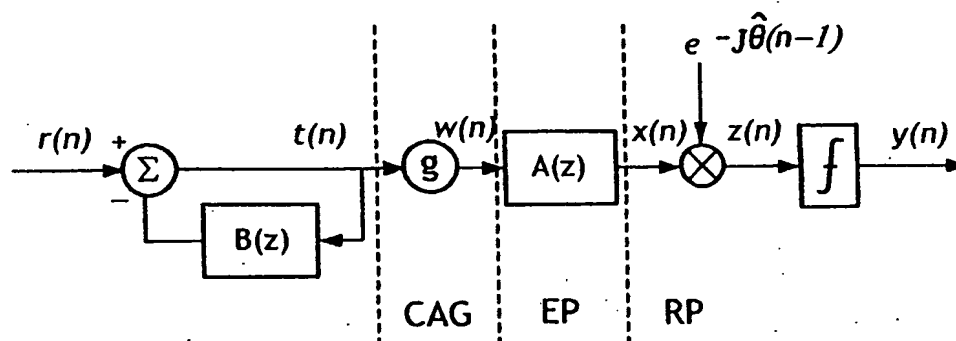 e -Jθ̂(n-1)
r(n) + t(n) w(n) x(n) z(n) y(n)
Σ g A(z) ⨂ ƒ
−
B(z)
CAG EP RP